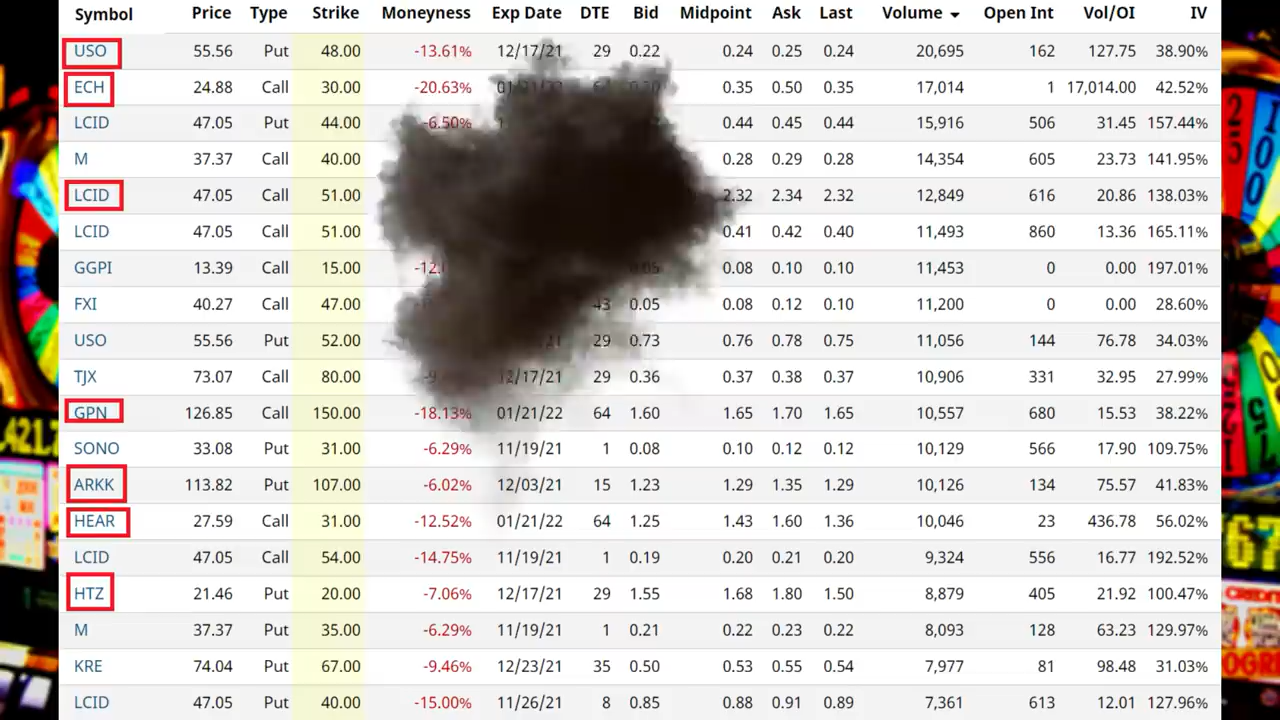 Symbol Price Type Strike Moneyness Exp Date DTE Bid Midpoint Ask Last Volume Open Int Vol/OI IV
USO 55.56 Put 48.00 -13.61% 12/17/21 29 0.22 0.24 0.25 0.24 20,695 162 127.75 38.90%
ECH 24.88 Call 30.00 -20.63% 0.35 0.50 0.35 17,014 1 17,014.00 42.52%
LCID 47.05 Put 44.00 -6.50% 0.44 0.45 0.44 15,916 506 31.45 157.44%
M 37.37 Call 40.00 0.28 0.29 0.28 14,354 605 23.73 141.95%
LCID 47.05 Call 51.00 2.32 2.34 2.32 12,849 616 20.86 138.03%
LCID 47.05 Call 51.00 0.41 0.42 0.40 11,493 860 13.36 165.11%
GGPI 13.39 Call 15.00 0.05 0.08 0.10 0.10 11,453 0 0.00 197.01%
FXI 40.27 Call 47.00 43 0.05 0.08 0.12 0.10 11,200 0 0.00 28.60%
USO 55.56 Put 52.00 29 0.73 0.76 0.78 0.75 11,056 144 76.78 34.03%
TJX 73.07 Call 80.00 12/17/21 29 0.36 0.37 0.38 0.37 10,906 331 32.95 27.99%
GPN 126.85 Call 150.00 -18.13% 01/21/22 64 1.60 1.65 1.70 1.65 10,557 680 15.53 38.22%
SONO 33.08 Put 31.00 -6.29% 11/19/21 1 0.08 0.10 0.12 0.12 10,129 566 17.90 109.75%
ARKK 113.82 Put 107.00 -6.02% 12/03/21 15 1.23 1.29 1.35 1.29 10,126 134 75.57 41.83%
HEAR 27.59 Call 31.00 -12.52% 01/21/22 64 1.25 1.43 1.60 1.36 10,046 23 436.78 56.02%
LCID 47.05 Call 54.00 -14.75% 11/19/21 1 0.19 0.20 0.21 0.20 9,324 556 16.77 192.52%
HTZ 21.46 Put 20.00 -7.06% 12/17/21 29 1.55 1.68 1.80 1.50 8,879 405 21.92 100.47%
M 37.37 Put 35.00 -6.29% 11/19/21 1 0.21 0.22 0.23 0.22 8,093 128 63.23 129.97%
KRE 74.04 Put 67.00 -9.46% 12/23/21 35 0.50 0.53 0.55 0.54 7,977 81 98.48 31.03%
LCID 47.05 Put 40.00 -15.00% 11/26/21 8 0.85 0.88 0.91 0.89 7,361 613 12.01 127.96%